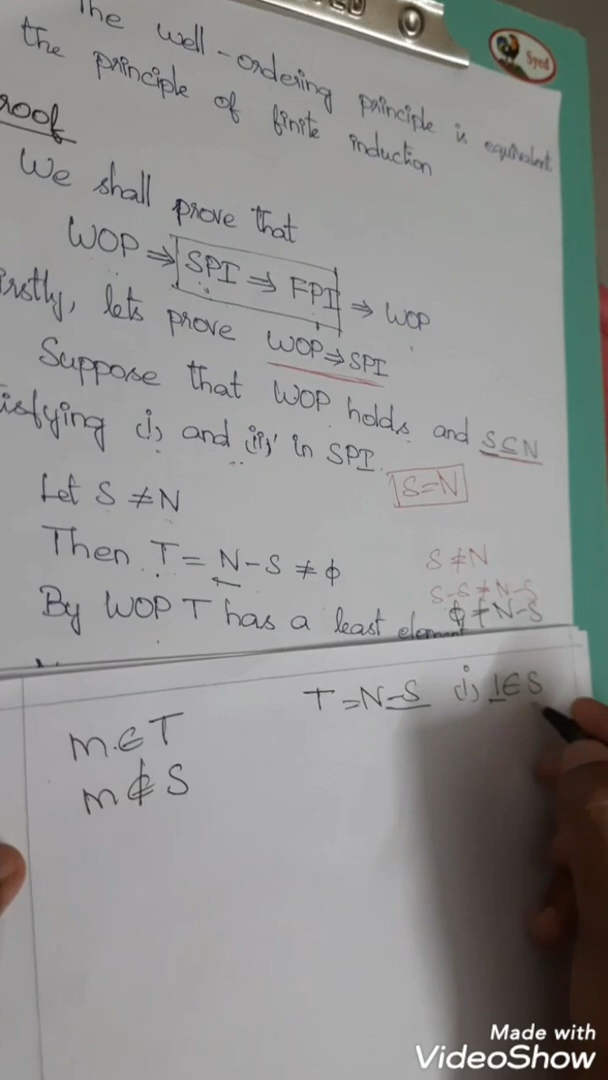 The well-ordering principle is equivalent
the principle of finite induction
roof
We shall prove that
WOP ⇒ SPI ⇒ FPI ⇒ WOP
irstly, lets prove WOP⇒SPI
Suppose that WOP holds and S⊆N
isfying (i) and (ii)' in SPI.
S=N
Let S ≠ N
Then T = N-S ≠ ϕ
S ≠ N
S-S ≠ N-S
ϕ ≠ N-S
By WOP T has a least element
T = N-S (i) 1∈S
m∈T
m∉S
Syed
Made with
VideoShow